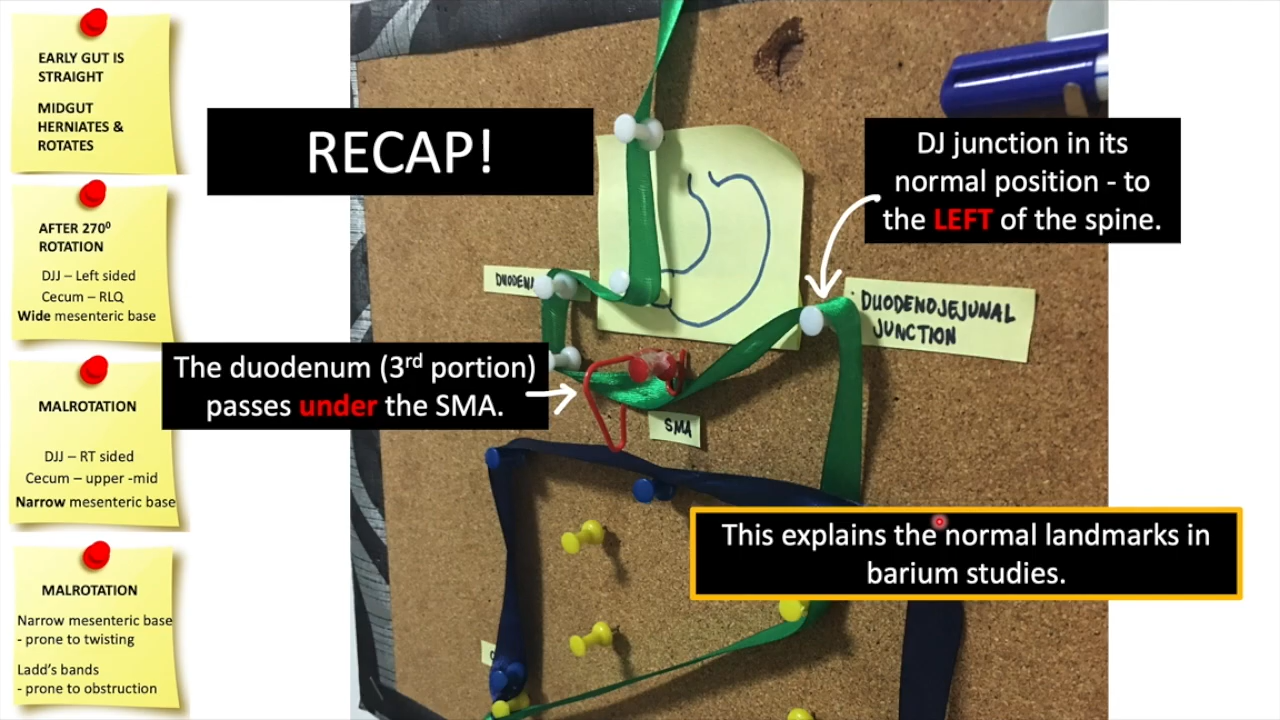 EARLY GUT IS
STRAIGHT
MIDGUT
HERNIATES &
ROTATES
AFTER 270⁰
ROTATION
DJJ – Left sided
Cecum – RLQ
Wide mesenteric base
MALROTATION
DJJ – RT sided
Cecum – upper -mid
Narrow mesenteric base
MALROTATION
Narrow mesenteric base
- prone to twisting
Ladd's bands
- prone to obstruction
RECAP!
DJ junction in its
normal position - to
the LEFT of the spine.
DUODENOJEJUNAL
JUNCTION
The duodenum (3rd portion)
passes under the SMA.
SMA
This explains the normal landmarks in
barium studies.